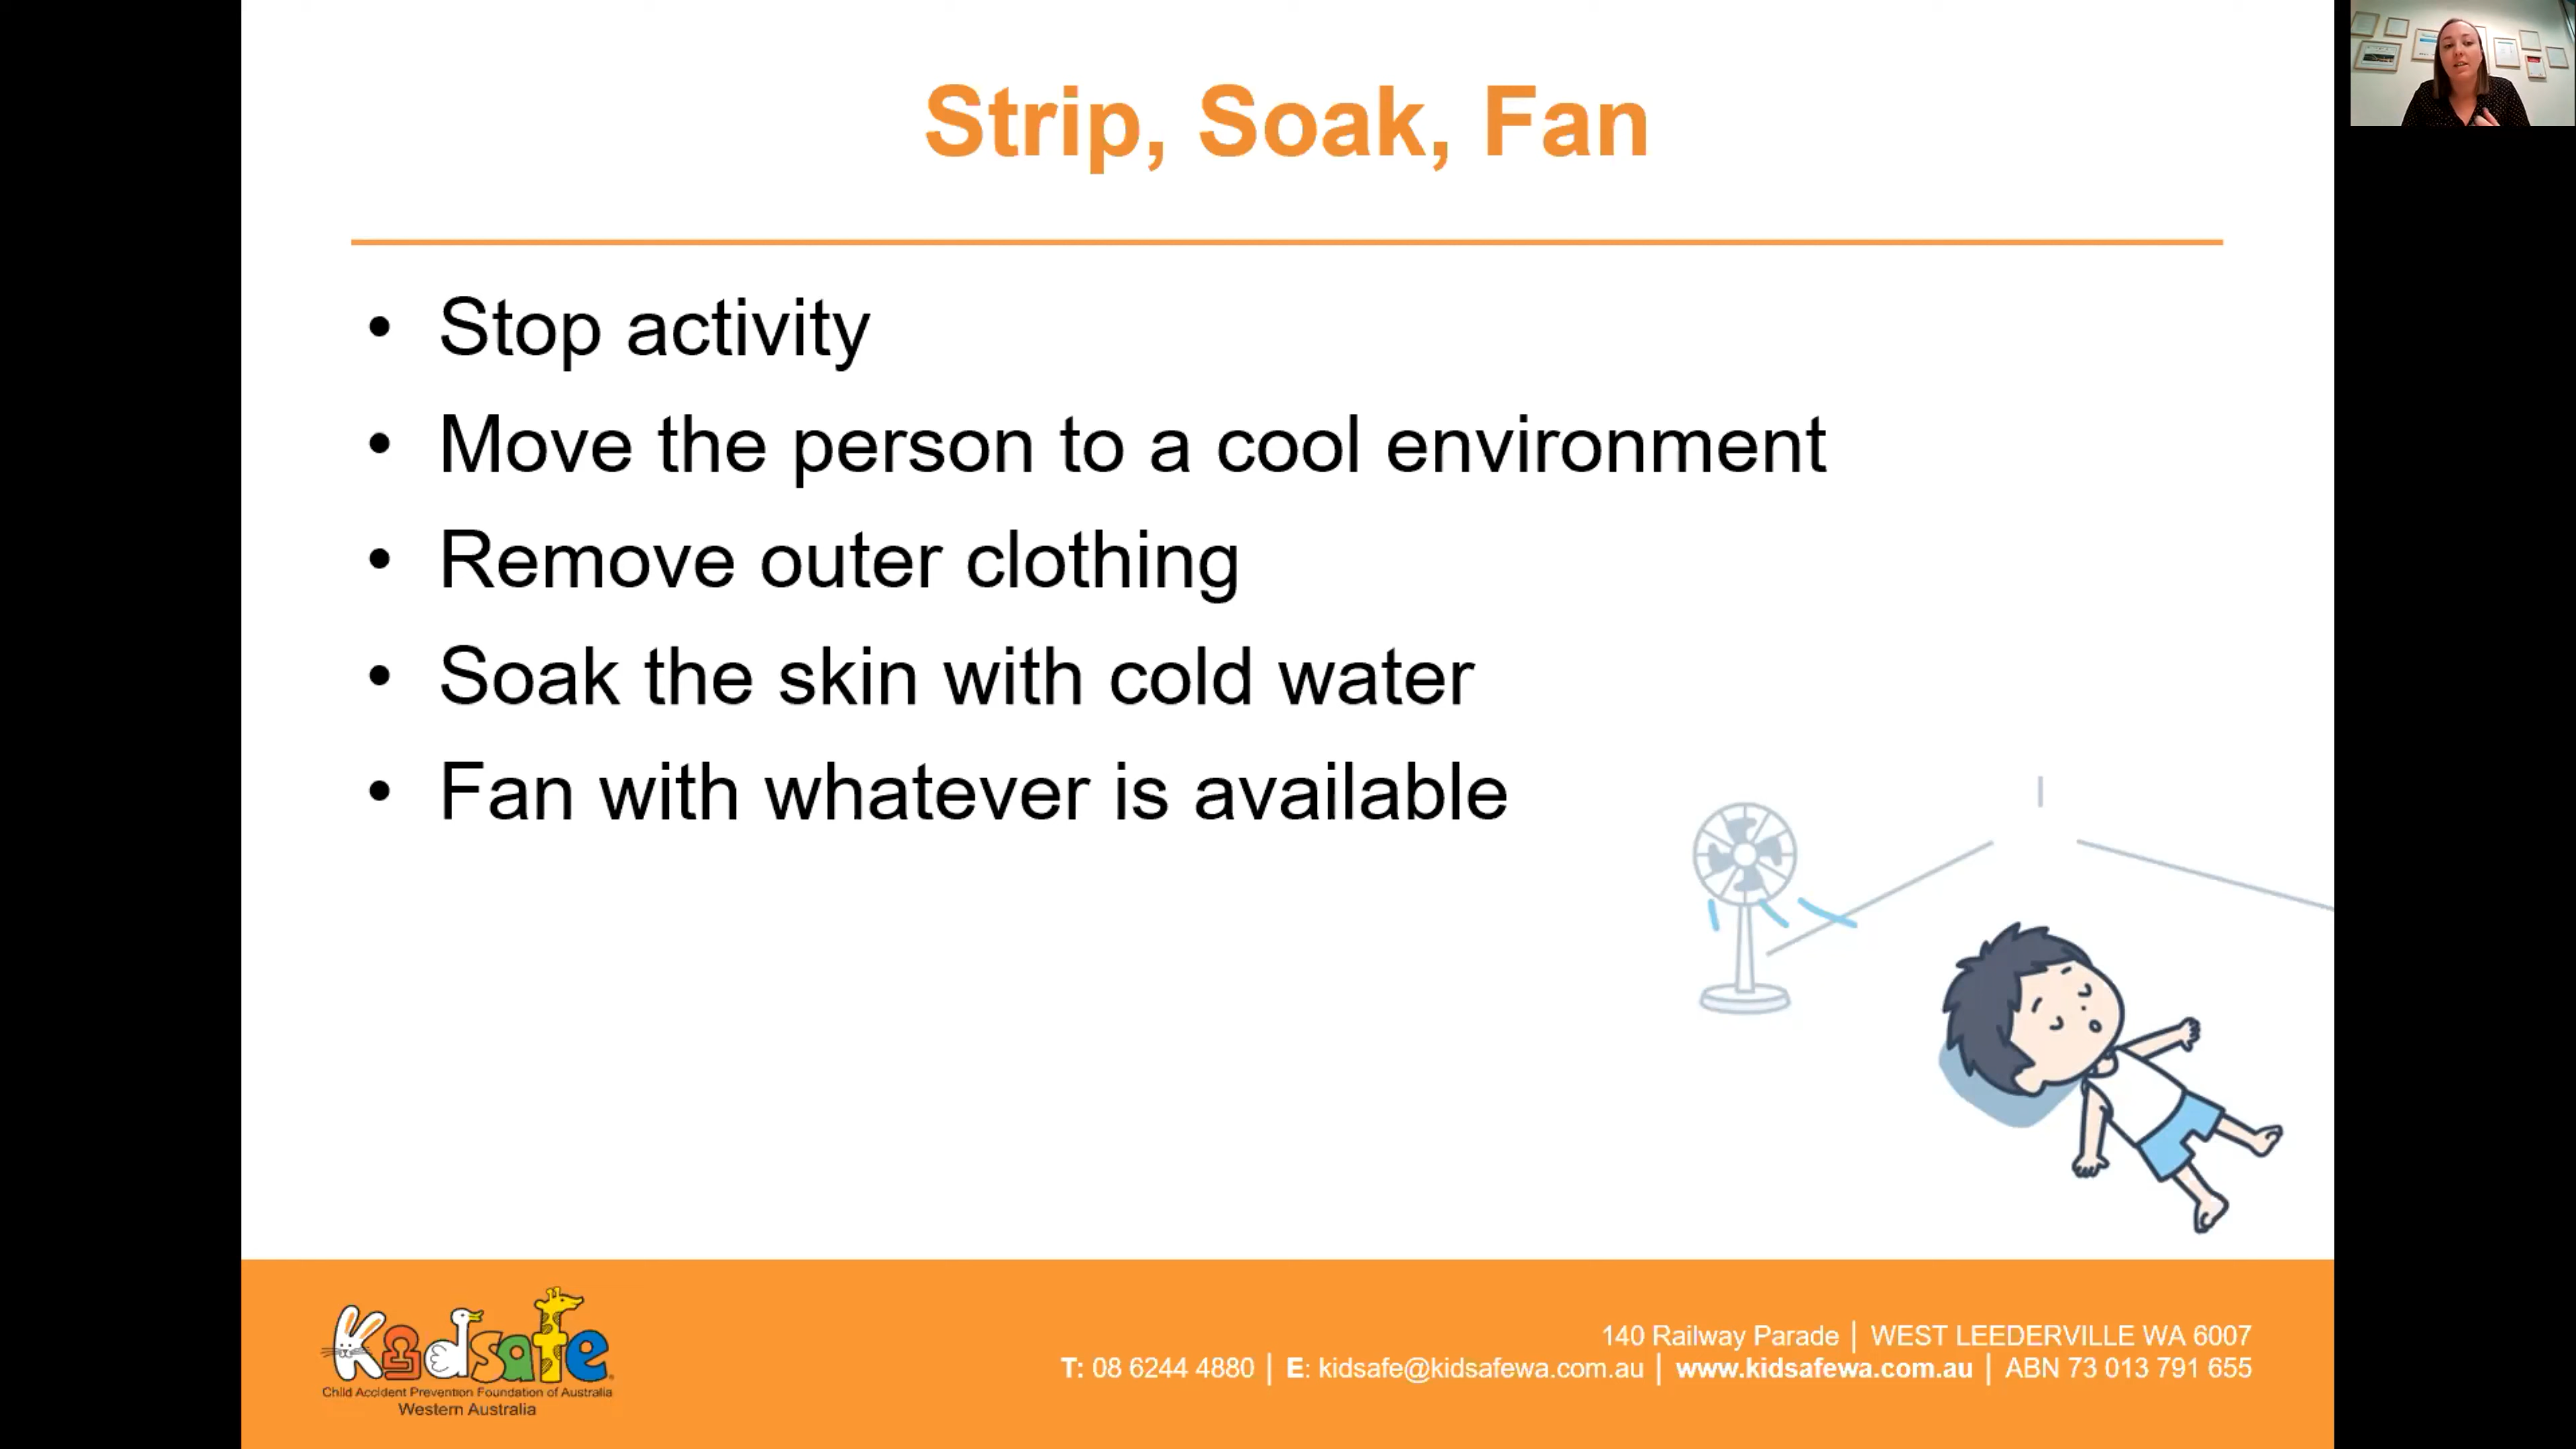 Strip, Soak, Fan
• Stop activity
• Move the person to a cool environment
• Remove outer clothing
• Soak the skin with cold water
• Fan with whatever is available
Kidsafe
Child Accident Prevention Foundation of Australia
Western Australia
140 Railway Parade | WEST LEEDERVILLE WA 6007
T: 08 6244 4880 | E: kidsafe@kidsafewa.com.au | www.kidsafewa.com.au | ABN 73 013 791 655